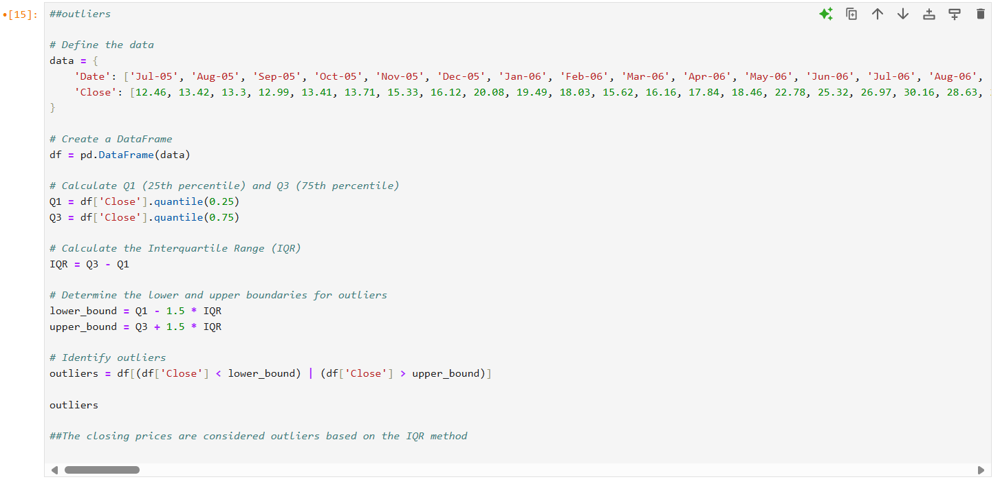 •[15]:
##outliers
# Define the data
data = {
    'Date': ['Jul-05', 'Aug-05', 'Sep-05', 'Oct-05', 'Nov-05', 'Dec-05', 'Jan-06', 'Feb-06', 'Mar-06', 'Apr-06', 'May-06', 'Jun-06', 'Jul-06', 'Aug-06',
    'Close': [12.46, 13.42, 13.3, 12.99, 13.41, 13.71, 15.33, 16.12, 20.08, 19.49, 18.03, 15.62, 16.16, 17.84, 18.46, 22.78, 25.32, 26.97, 30.16, 28.63,
}
# Create a DataFrame
df = pd.DataFrame(data)
# Calculate Q1 (25th percentile) and Q3 (75th percentile)
Q1 = df['Close'].quantile(0.25)
Q3 = df['Close'].quantile(0.75)
# Calculate the Interquartile Range (IQR)
IQR = Q3 - Q1
# Determine the lower and upper boundaries for outliers
lower_bound = Q1 - 1.5 * IQR
upper_bound = Q3 + 1.5 * IQR
# Identify outliers
outliers = df[(df['Close'] < lower_bound) | (df['Close'] > upper_bound)]
outliers
##The closing prices are considered outliers based on the IQR method